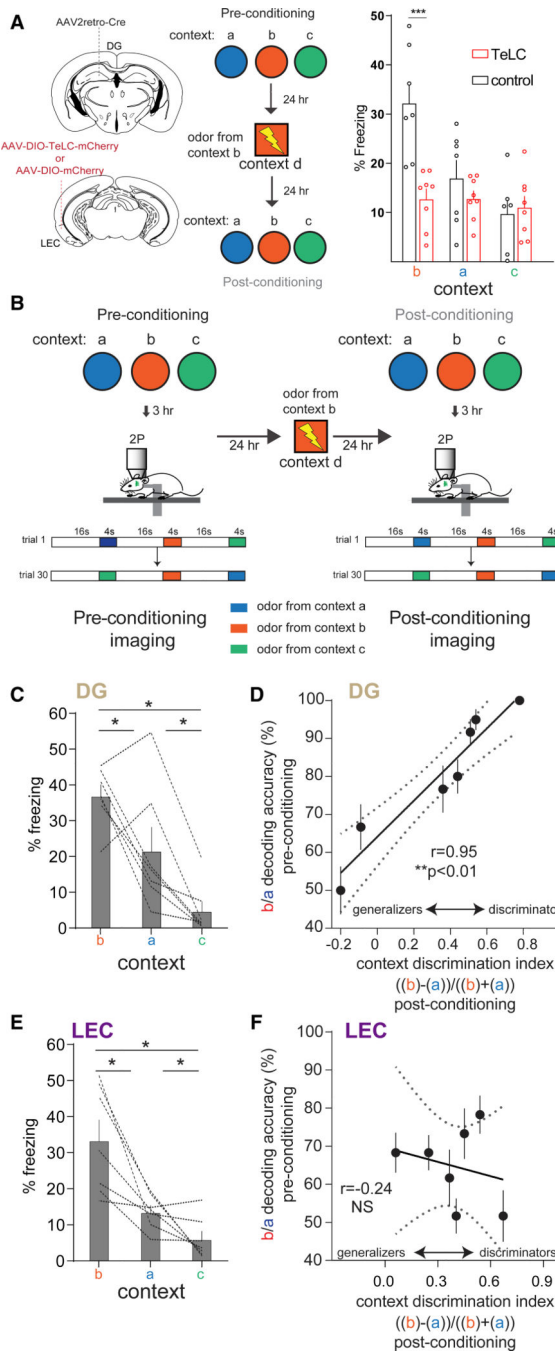 A
AAV2retro-Cre
DG
AAV-DIO-TeLC-mCherry
or
AAV-DIO-mCherry
LEC
Pre-conditioning
context: a b c
24 hr
odor from
context b
context d
24 hr
a b c
context:
Post-conditioning
% Freezing
50
40
30
20
10
***
TeLC
control
b a c
context
B
Pre-conditioning
context: a b c
3 hr
2P
24 hr
odor from
context b
context d
24 hr
Post-conditioning
context: a b c
3 hr
2P
16s 4s 16s 4s 16s 4s
trial 1
trial 30
Pre-conditioning
imaging
16s 4s 16s 4s 16s 4s
trial 1
trial 30
Post-conditioning
imaging
odor from context a
odor from context b
odor from context c
C DG
% freezing
60
50
40
30
20
10
0
*
* *
b a c
context
D DG
b/a decoding accuracy (%)
pre-conditioning
100
90
80
70
60
50
40
r=0.95
**p<0.01
generalizers discriminators
-0.2 0 0.2 0.4 0.6 0.8
context discrimination index
((b)-(a))/((b)+(a))
post-conditioning
E LEC
% freezing
60
50
40
30
20
10
0
*
* *
b a c
context
F LEC
b/a decoding accuracy (%)
pre-conditioning
100
90
80
70
60
50
40
r=-0.24
NS
generalizers discriminators
0.0 0.3 0.6 0.9
context discrimination index
((b)-(a))/((b)+(a))
post-conditioning